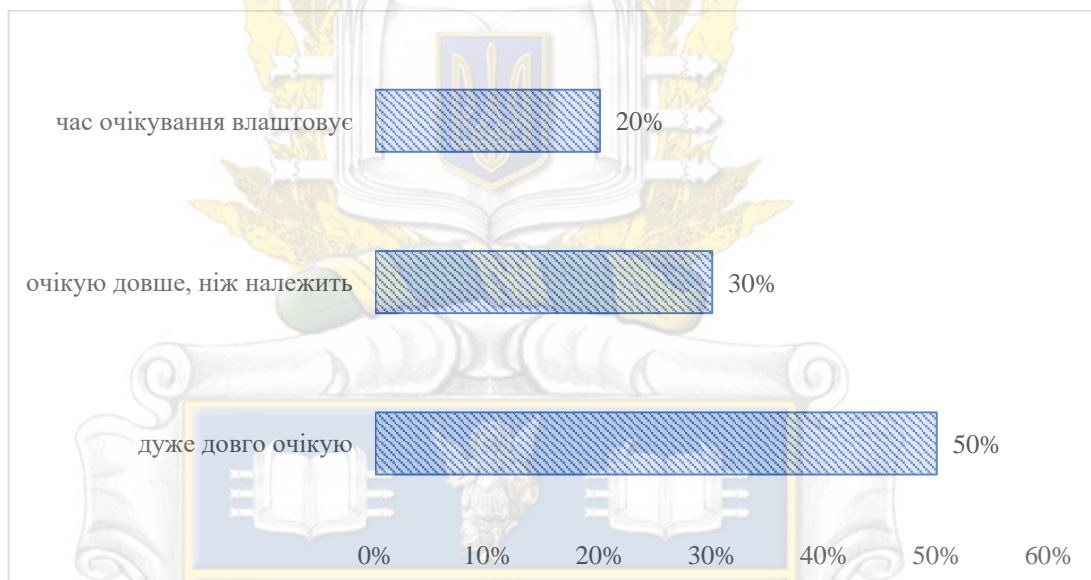 час очікування влаштовує
20%
очікую довше, ніж належить
30%
дуже довго очікую
50%
0% 10% 20% 30% 40% 50% 60%